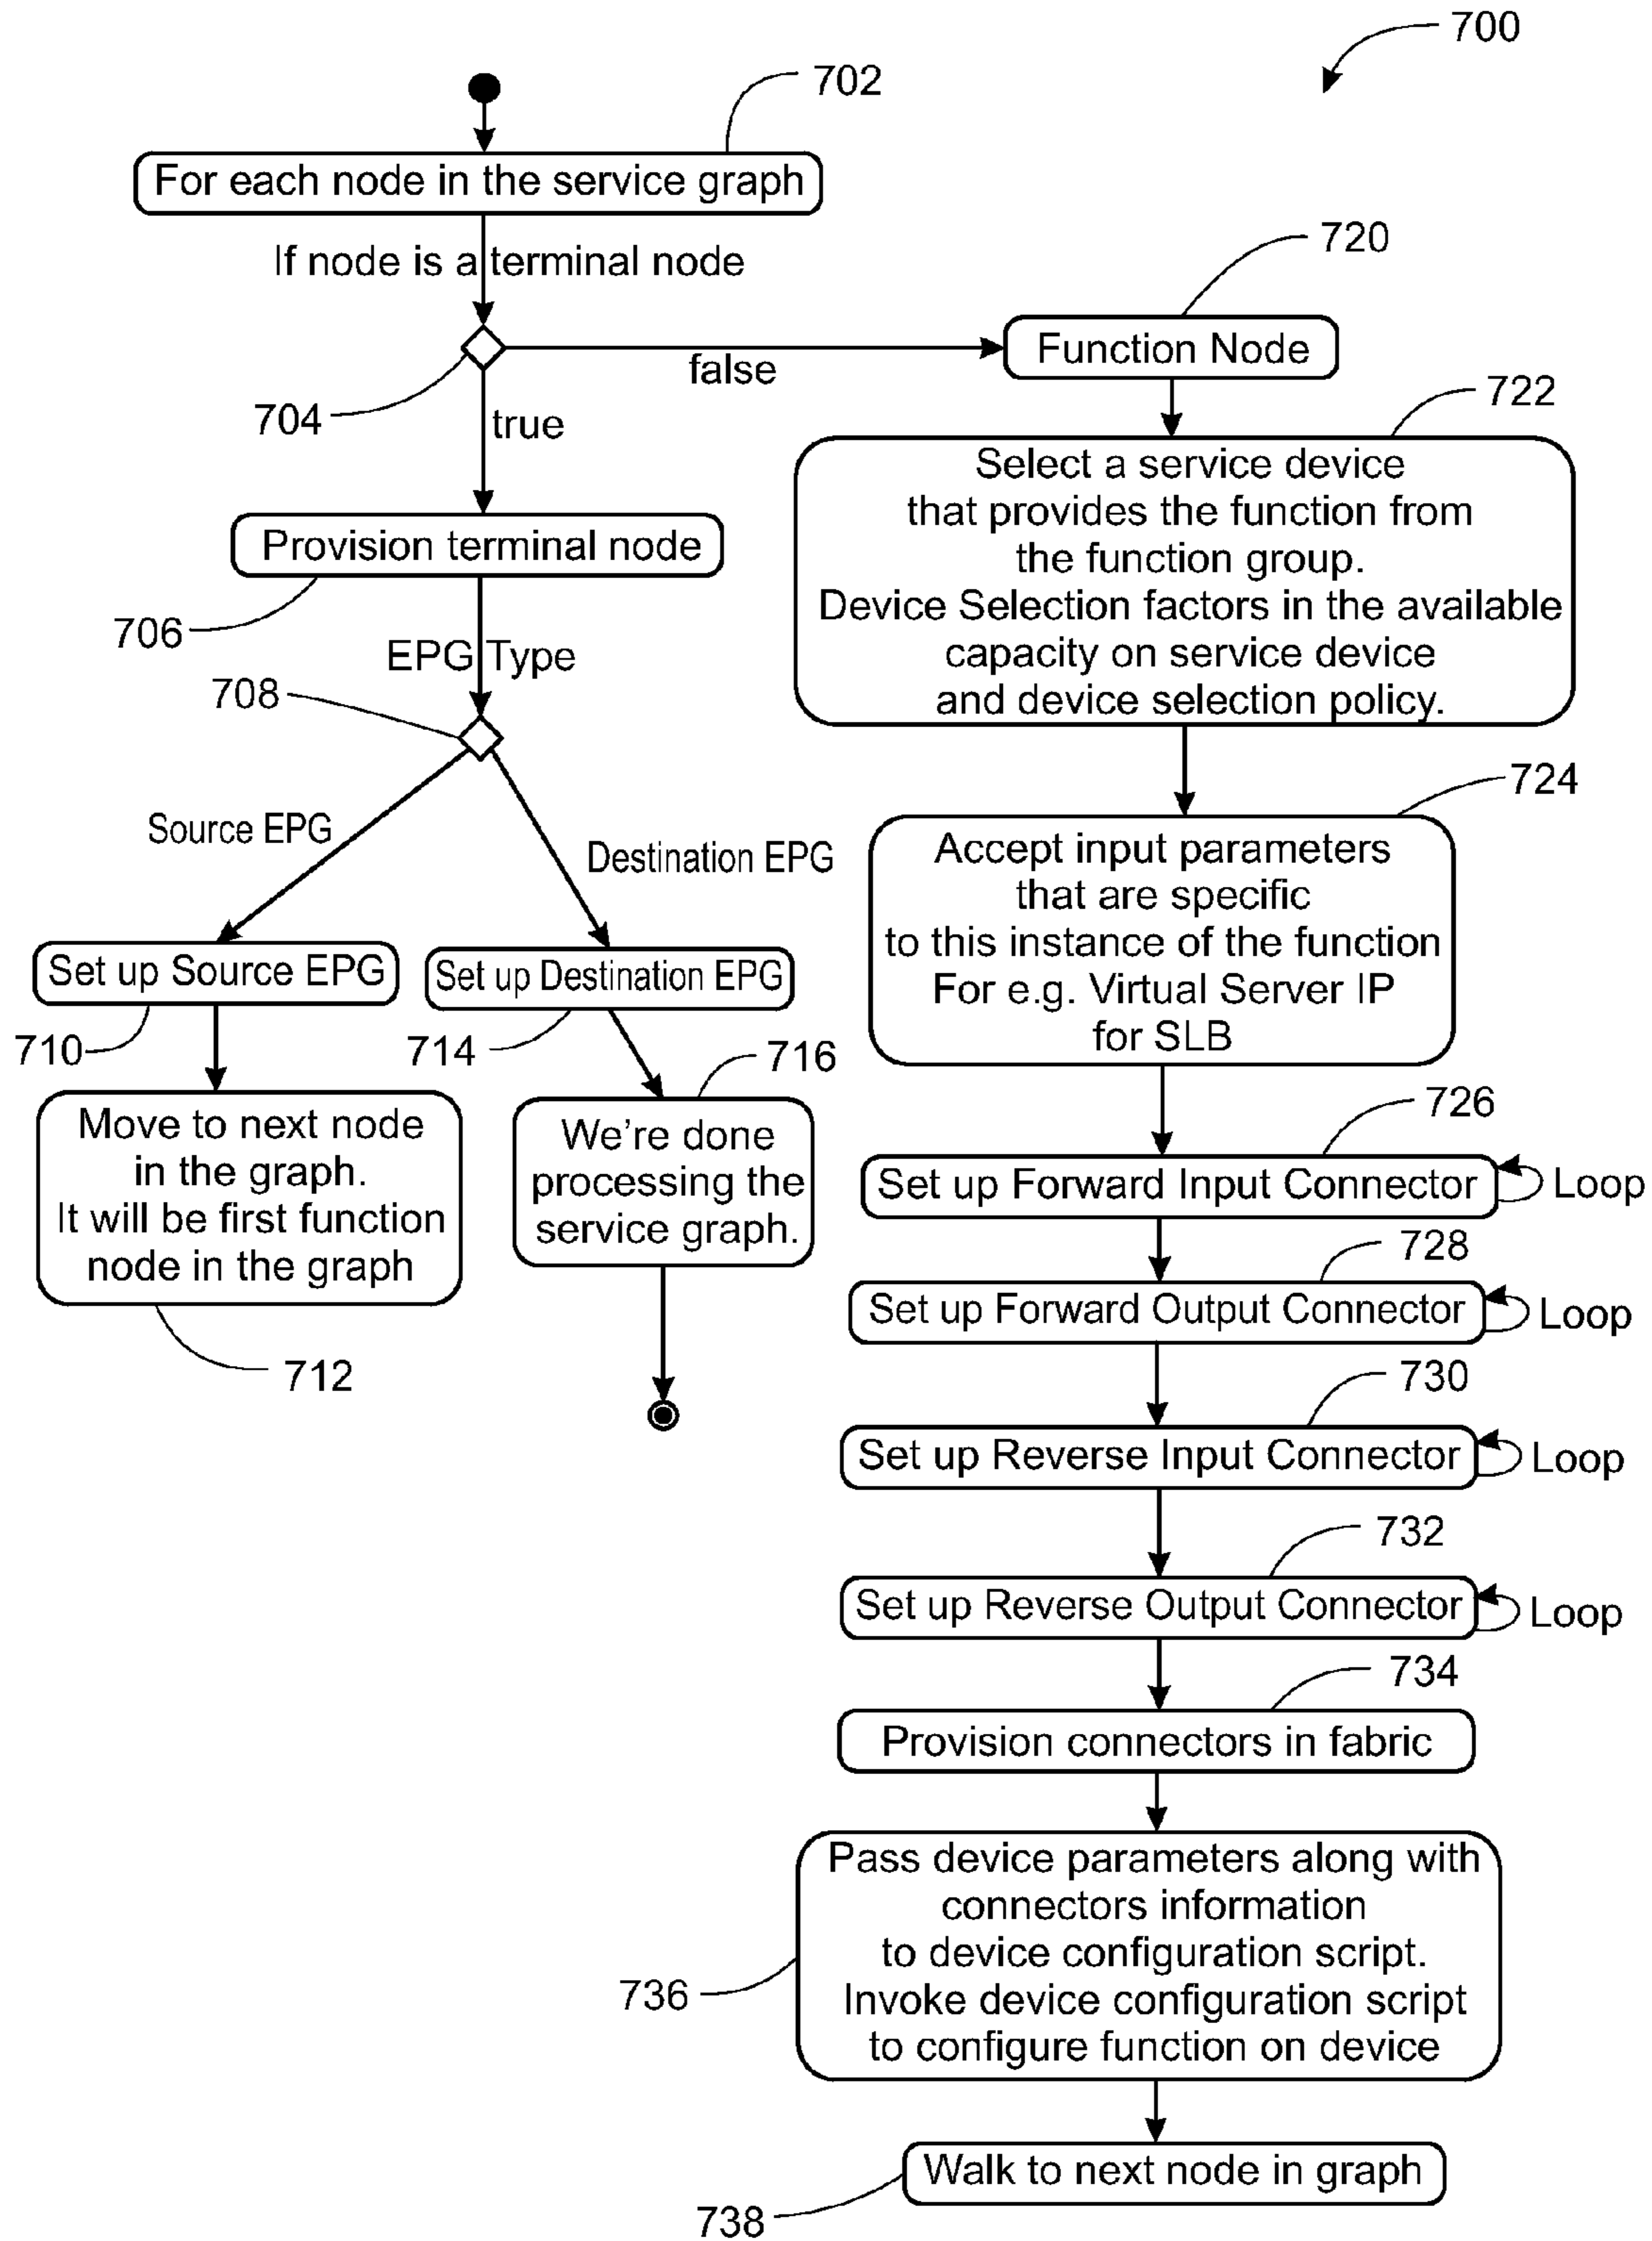 700
702
For each node in the service graph
If node is a terminal node
720
Function Node
false
704
true
722
Select a service device
that provides the function from
the function group.
Device Selection factors in the available
capacity on service device
and device selection policy.
Provision terminal node
706
EPG Type
708
724
Source EPG
Destination EPG
Accept input parameters
that are specific
to this instance of the function
For e.g. Virtual Server IP
for SLB
Set up Source EPG
Set up Destination EPG
710
714
716
Move to next node
in the graph.
It will be first function
node in the graph
We're done
processing the
service graph.
712
726
Set up Forward Input Connector
Loop
728
Set up Forward Output Connector
Loop
730
Set up Reverse Input Connector
Loop
732
Set up Reverse Output Connector
Loop
734
Provision connectors in fabric
Pass device parameters along with
connectors information
to device configuration script.
Invoke device configuration script
to configure function on device
736
Walk to next node in graph
738